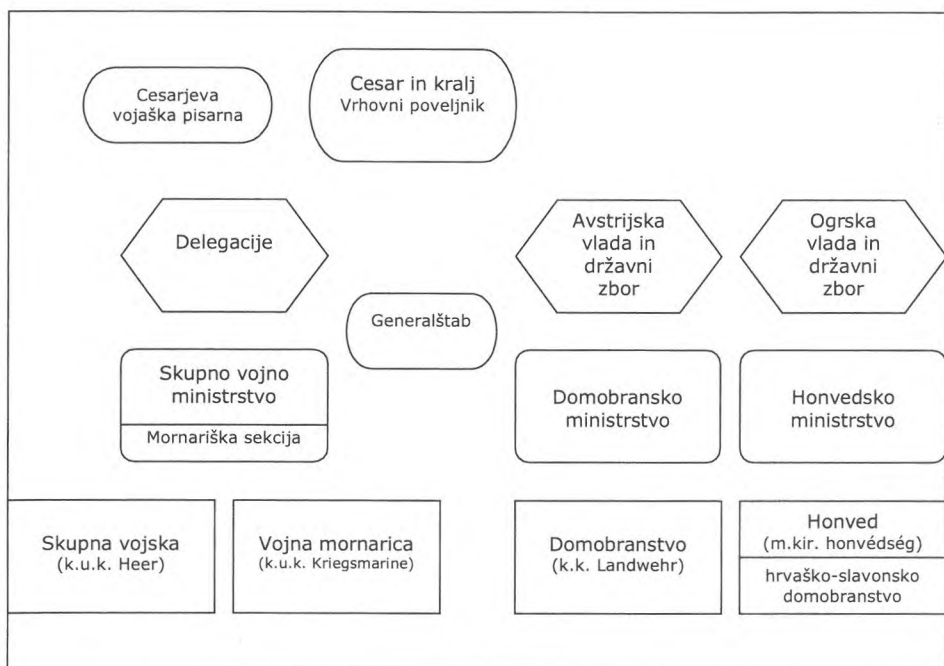 Cesarjeva
vojaška pisarna
Cesar in kralj
Vrhovni poveljnik
Delegacije
Avstrijska
vlada in
državni
zbor
Ogrska
vlada in
državni
zbor
Generalštab
Skupno vojno
ministrstvo
Mornariška sekcija
Domobransko
ministrstvo
Honvedsko
ministrstvo
Skupna vojska
(k.u.k. Heer)
Vojna mornarica
(k.u.k. Kriegsmarine)
Domobranstvo
(k.k. Landwehr)
Honved
(m.kir. honvédség)
hrvaško-slavonsko
domobranstvo